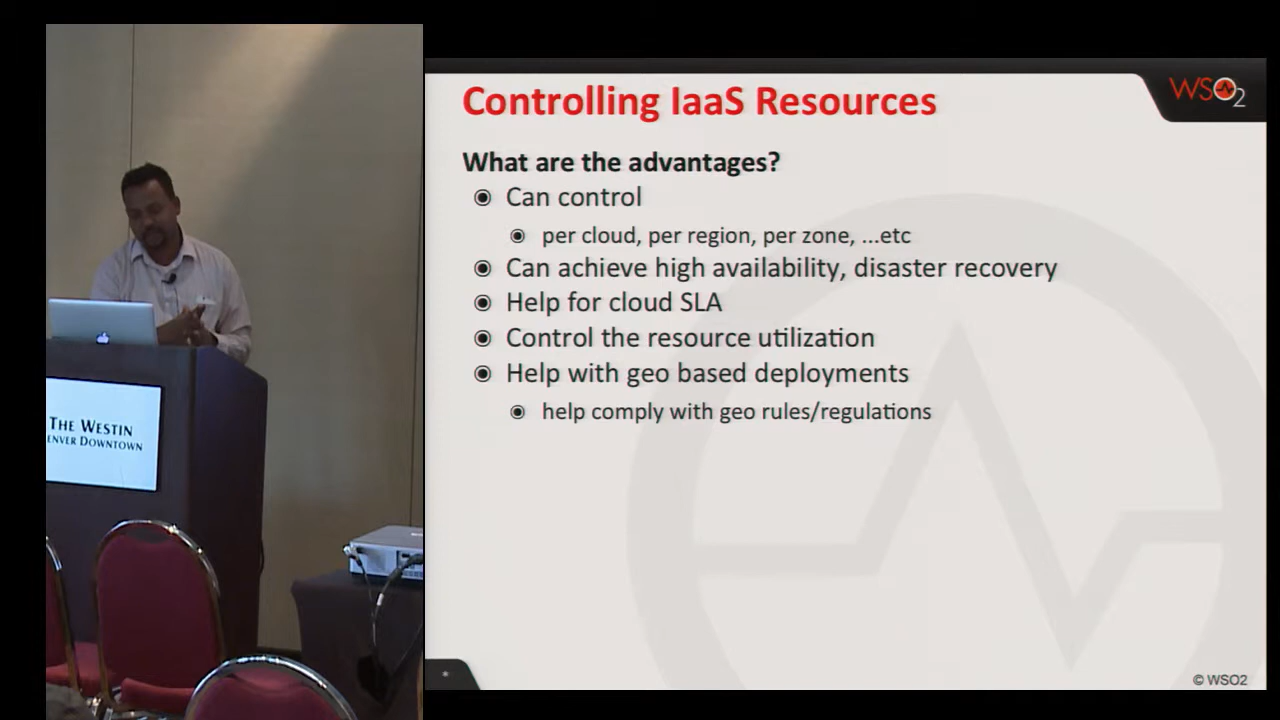 Controlling IaaS Resources
WSO2
What are the advantages?
Can control
per cloud, per region, per zone, ...etc
Can achieve high availability, disaster recovery
Help for cloud SLA
Control the resource utilization
Help with geo based deployments
help comply with geo rules/regulations
THE WESTIN
ENVER DOWNTOWN
*
© WSO2